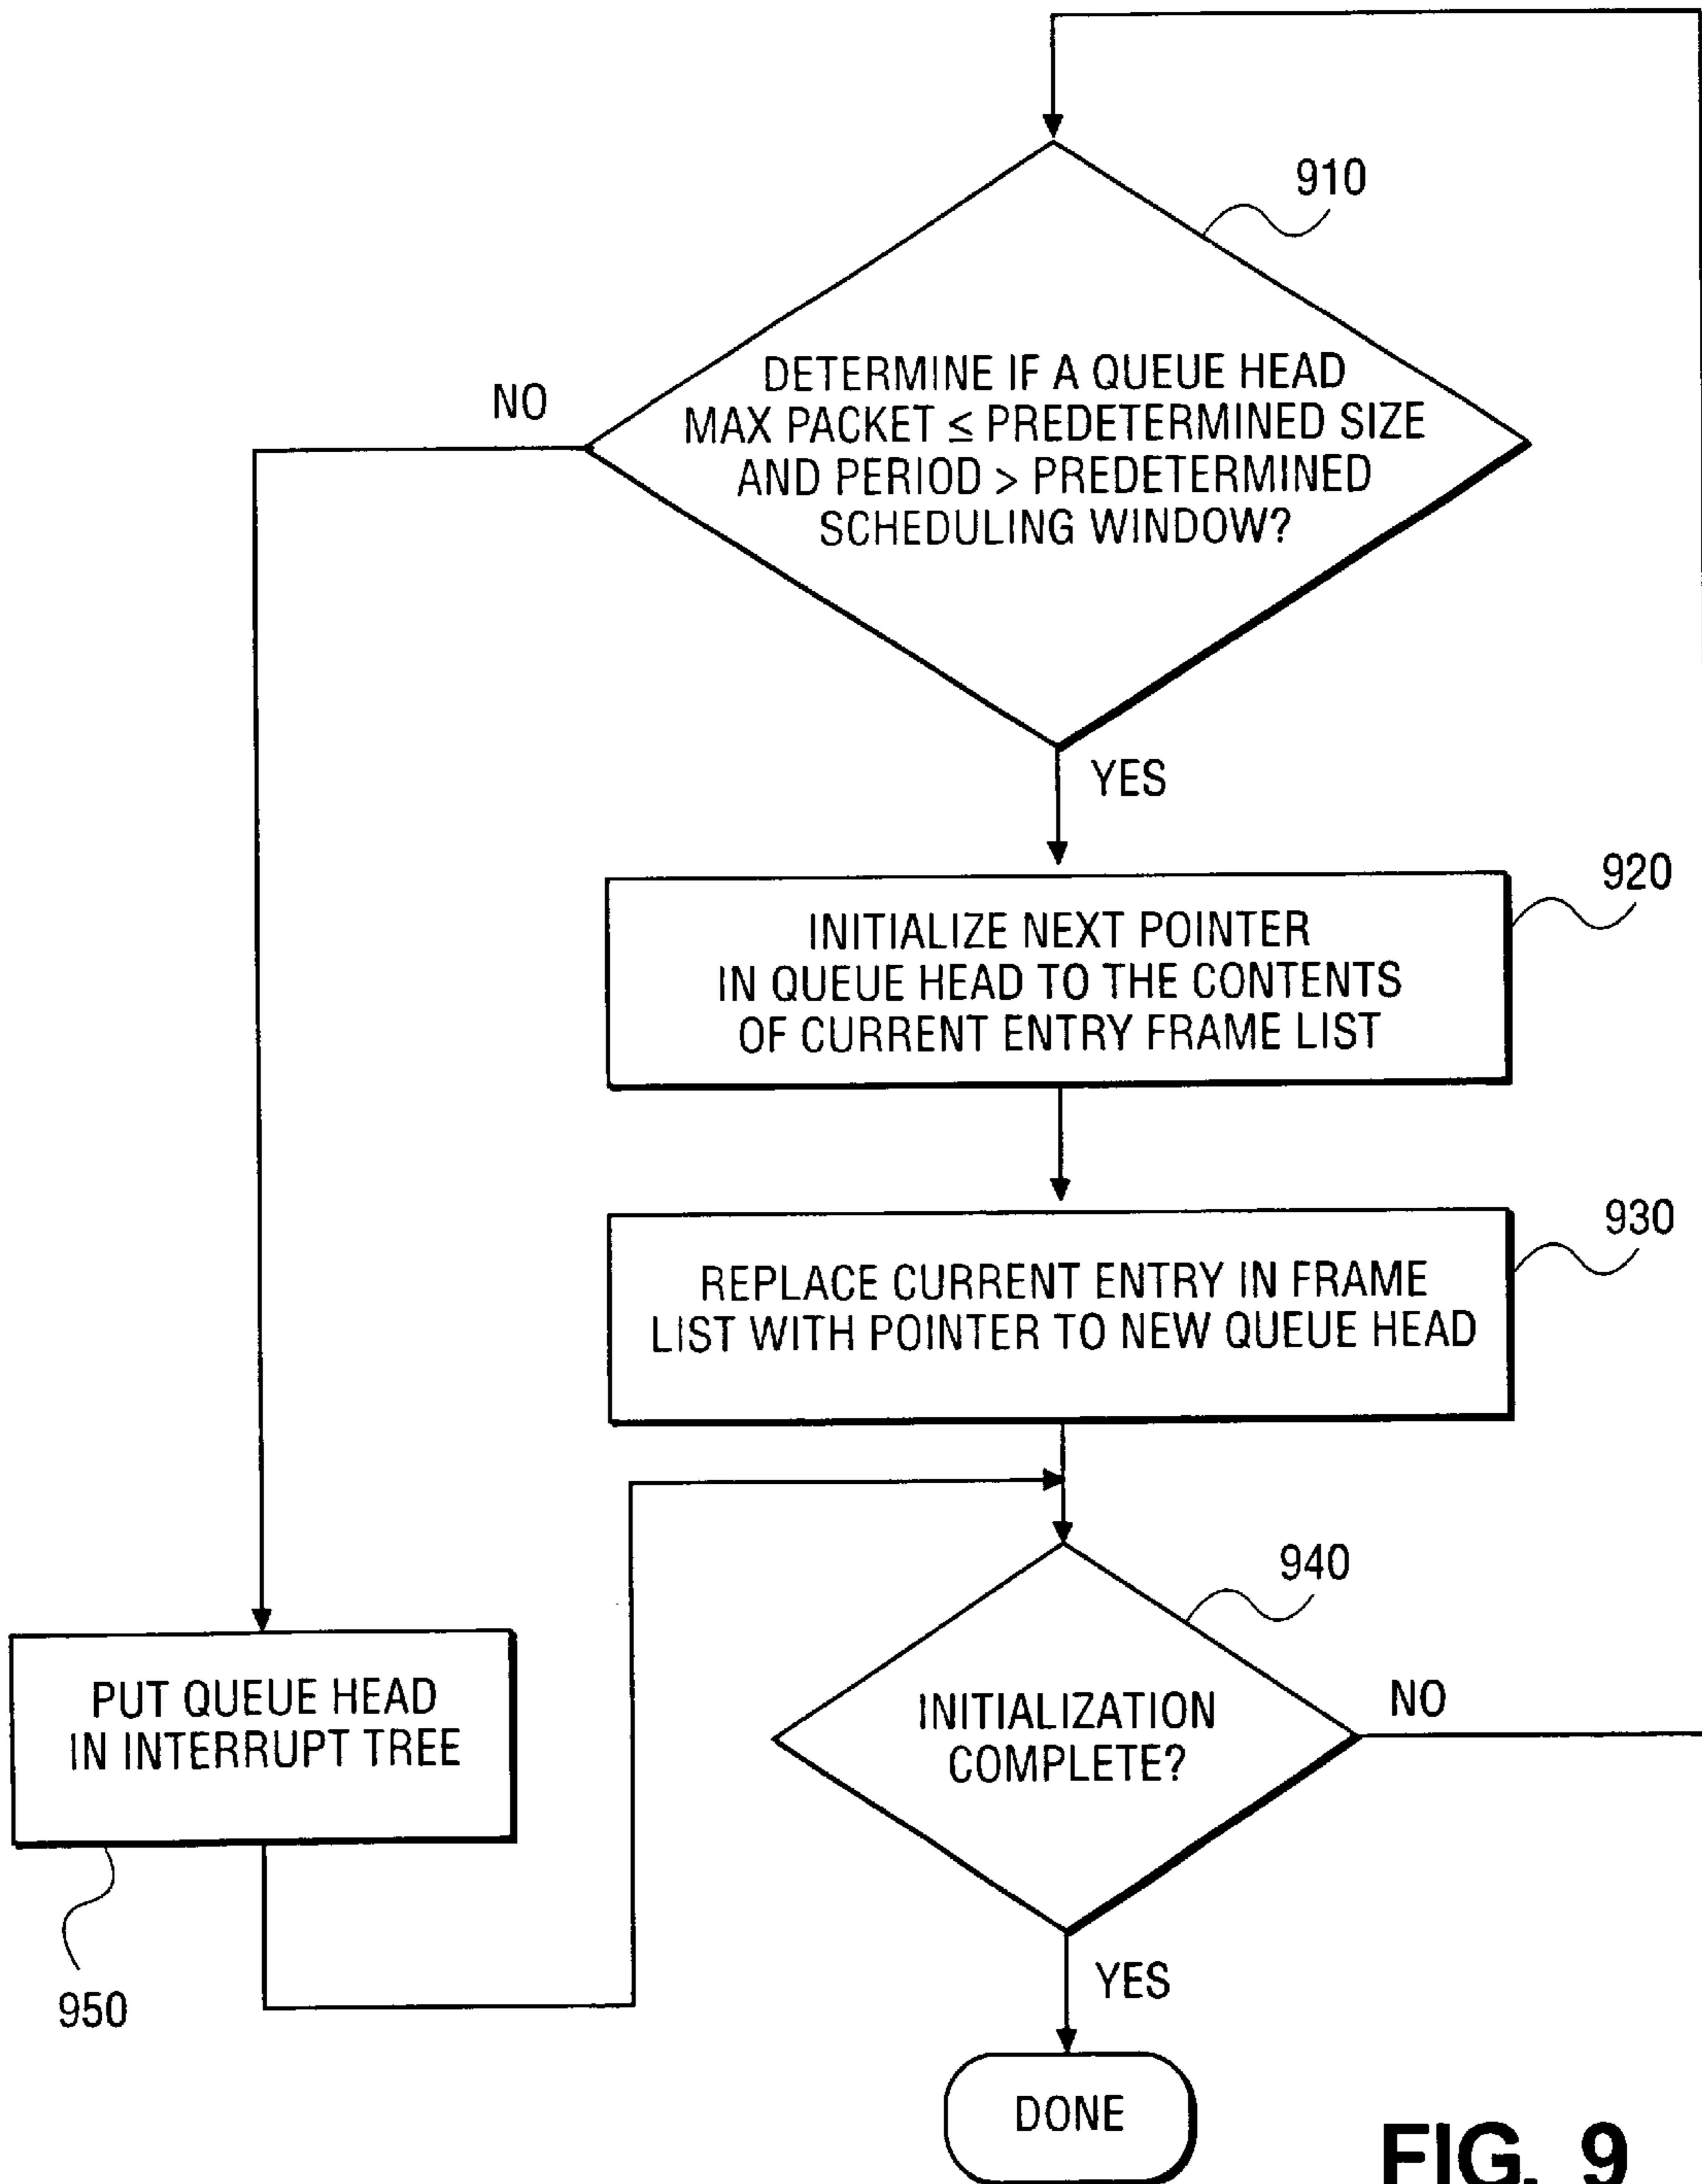 910
DETERMINE IF A QUEUE HEAD
MAX PACKET ≤ PREDETERMINED SIZE
AND PERIOD > PREDETERMINED
SCHEDULING WINDOW?
NO
YES
920
INITIALIZE NEXT POINTER
IN QUEUE HEAD TO THE CONTENTS
OF CURRENT ENTRY FRAME LIST
930
REPLACE CURRENT ENTRY IN FRAME
LIST WITH POINTER TO NEW QUEUE HEAD
940
INITIALIZATION
COMPLETE?
NO
PUT QUEUE HEAD
IN INTERRUPT TREE
950
YES
DONE
FIG. 9